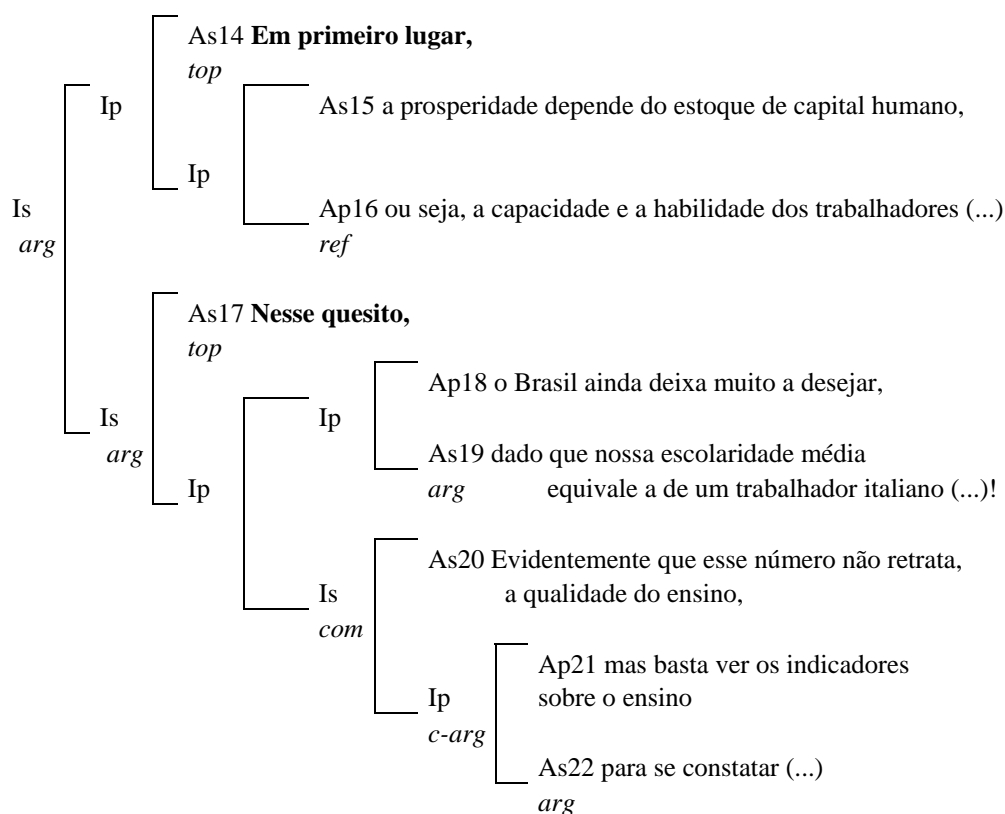 As14 Em primeiro lugar,
top
Ip
As15 a prosperidade depende do estoque de capital humano,
Ip
Is
arg
Ap16 ou seja, a capacidade e a habilidade dos trabalhadores (...)
ref
As17 Nesse quesito,
top
Ap18 o Brasil ainda deixa muito a desejar,
Is
arg
Ip
As19 dado que nossa escolaridade média
arg
equivale a de um trabalhador italiano (...)!
Ip
As20 Evidentemente que esse número não retrata,
a qualidade do ensino,
Is
com
Ap21 mas basta ver os indicadores
sobre o ensino
Ip
c-arg
As22 para se constatar (...)
arg